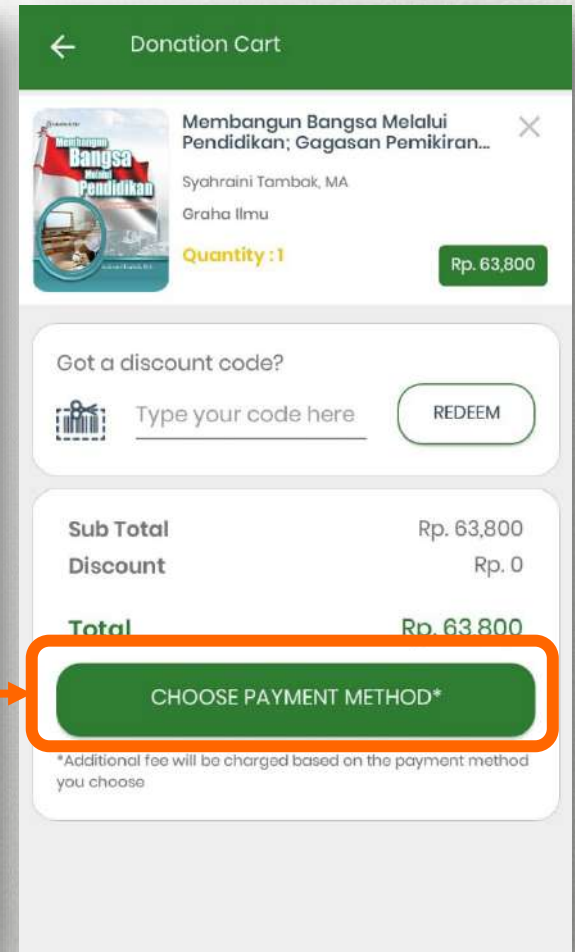 Donation Cart
Membangun
Bangsa
Melalui
Pendidikan
Membangun Bangsa Melalui
Pendidikan; Gagasan Pemikiran...
Syahraini Tambak, MA
Graha Ilmu
Quantity : 1
Rp. 63,800
Got a discount code?
Type your code here
REDEEM
Sub Total Rp. 63,800
Discount Rp. 0
Total Rp. 63,800
CHOOSE PAYMENT METHOD*
*Additional fee will be charged based on the payment method
you choose